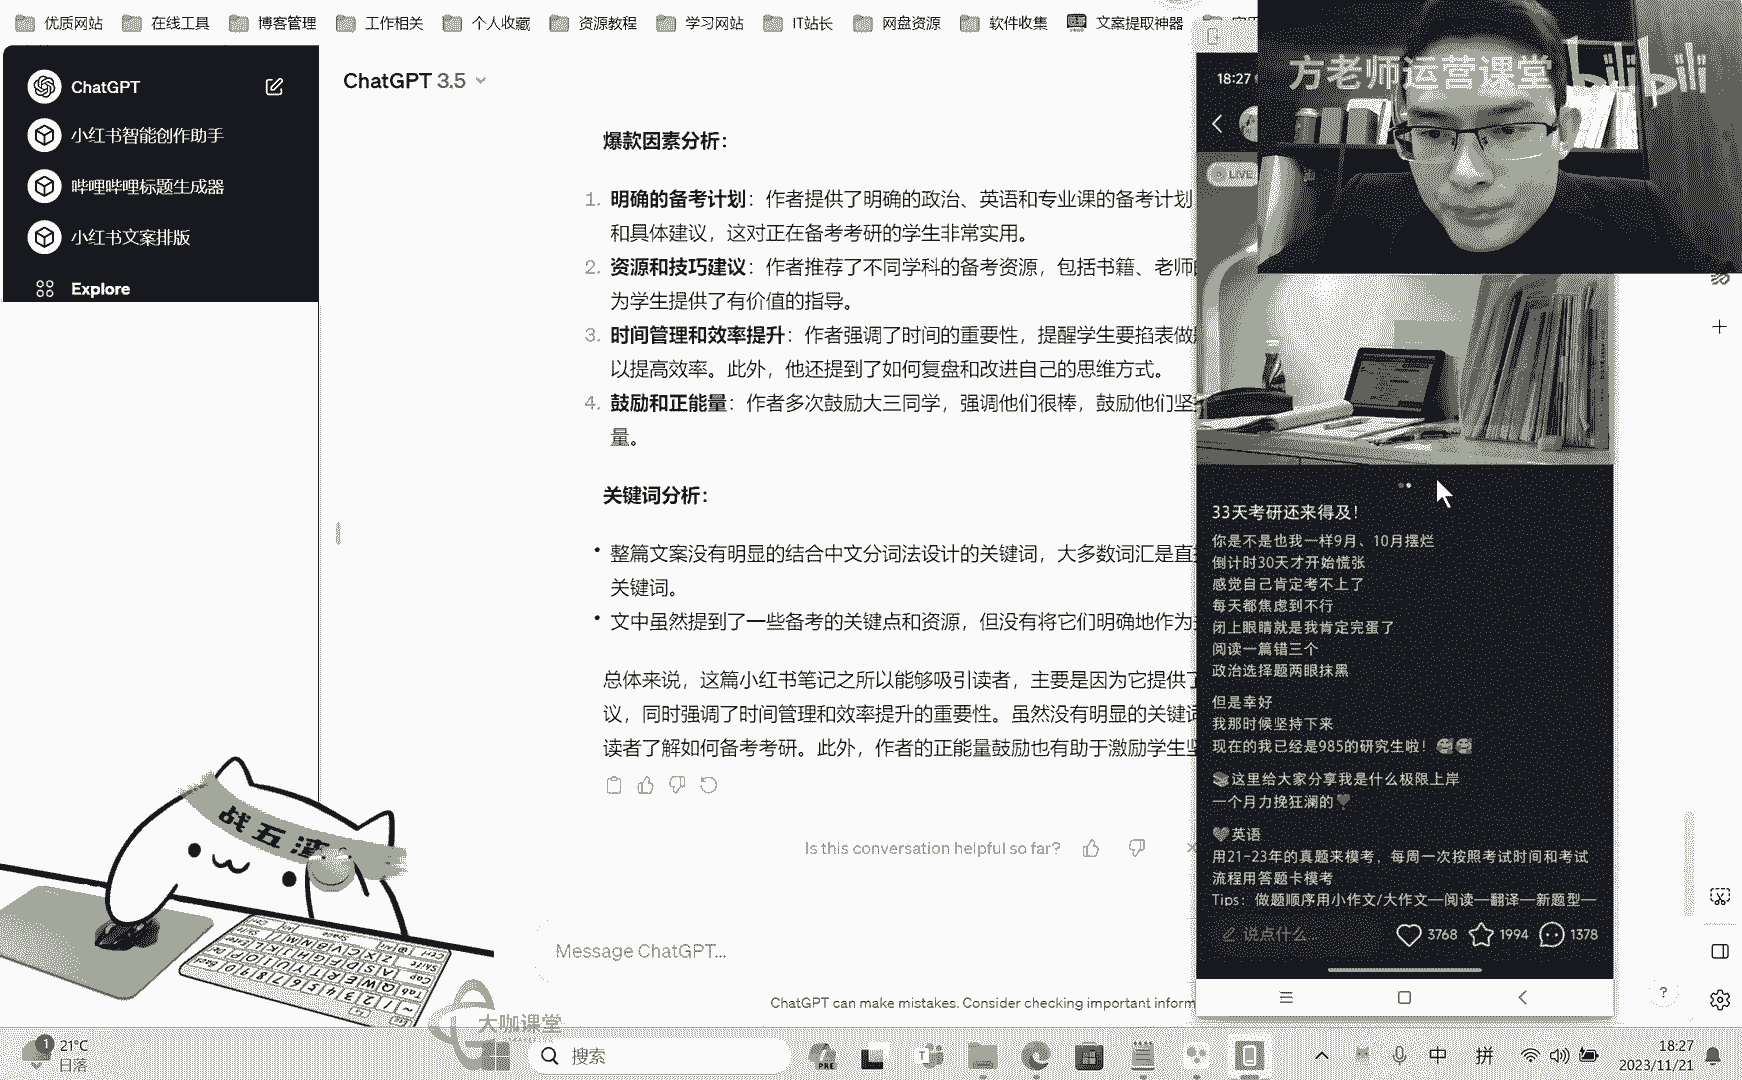 优质网站 在线工具 博客管理 工作相关 个人收藏 资源教程 学习网站 IT站长 网盘资源 软件收集 文案提取神器
ChatGPT
小红书智能创作助手
哔哩哔哩标题生成器
小红书文案排版
Explore
ChatGPT 3.5
爆款因素分析：
1. 明确的备考计划：作者提供了明确的政治、英语和专业课的备考计划
和具体建议，这对正在备考考研的学生非常实用。
2. 资源和技巧建议：作者推荐了不同学科的备考资源，包括书籍、老师
为学生提供了有价值的指导。
3. 时间管理和效率提升：作者强调了时间的重要性，提醒学生要掐表做
以提高效率。此外，他还提到了如何复盘和改进自己的思维方式。
4. 鼓励和正能量：作者多次鼓励大三同学，强调他们很棒，鼓励他们坚
量。
关键词分析：
• 整篇文案没有明显的结合中文分词法设计的关键词，大多数词汇是直
关键词。
• 文中虽然提到了一些备考的关键点和资源，但没有将它们明确地作为
总体来说，这篇小红书笔记之所以能够吸引读者，主要是因为它提供了
议，同时强调了时间管理和效率提升的重要性。虽然没有明显的关键
读者了解如何备考考研。此外，作者的正能量鼓励也有助于激励学生坚
Is this conversation helpful so far?
Message ChatGPT...
ChatGPT can make mistakes. Consider checking important inform
方老师运营课堂 bilibili
18:27
LIVE
33天考研还来得及！
你是不是也我一样9月、10月摆烂
倒计时30天才开始慌张
感觉自己肯定考不上了
每天都焦虑到不行
闭上眼睛就是我肯定完蛋了
阅读一篇错三个
政治选择题两眼抹黑
但是幸好
我那时候坚持下来
现在的我已经是985的研究生啦！🥰🥰
📚这里给大家分享我是什么极限上岸
一个月力挽狂澜的
英语
用21-23年的真题来模考，每周一次按照考试时间和考试
流程用答题卡模考
Tips：做题顺序用小作文/大作文—阅读—翻译—新题型—
说点什么... 3768 1994 1378
战五渣
大咖课堂
1 21°C
日落
搜索
PRE
中 拼
18:27
2023/11/21